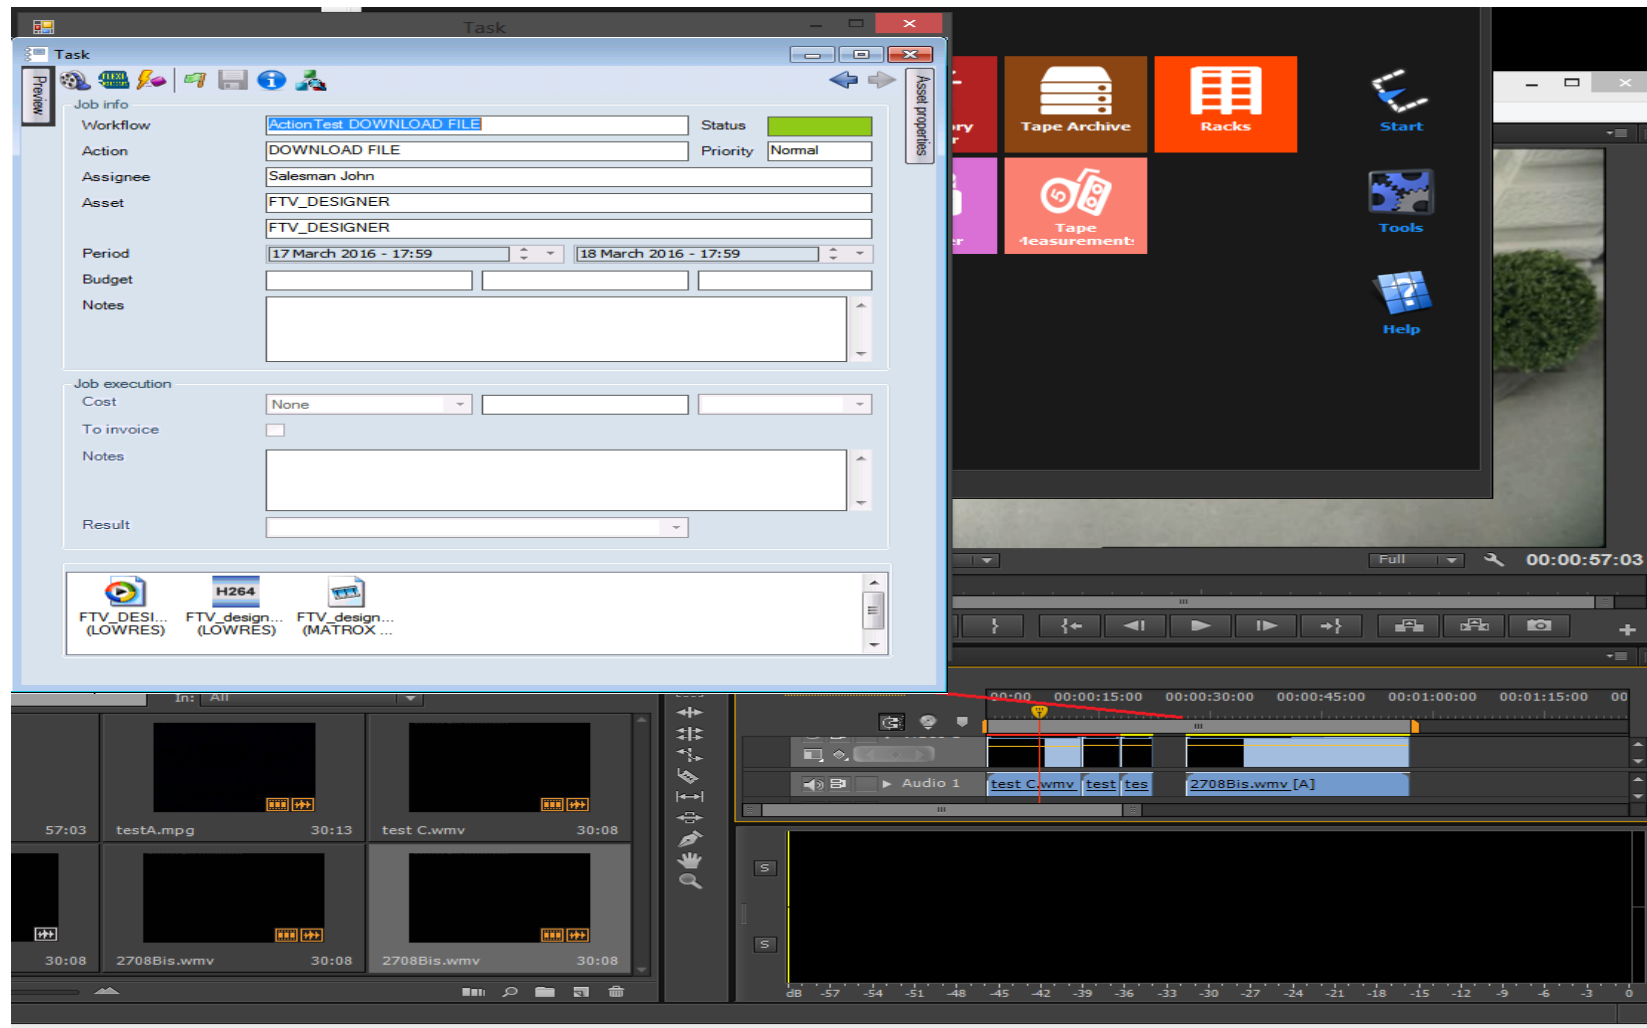 Task
Task
Preview
Asset properties
Job info
Workflow
ActionTest DOWNLOAD FILE
Status
Action
DOWNLOAD FILE
Priority
Normal
Assignee
Salesman John
Asset
FTV_DESIGNER
FTV_DESIGNER
Period
17 March 2016 - 17:59
18 March 2016 - 17:59
Budget
Notes
Job execution
Cost
None
To invoice
Notes
Result
FTV_DESI...
(LOWRES)
H264
FTV_design...
(LOWRES)
FTV_design...
(MATROX ...
Tape Archive
Racks
5
8
Tape
Start
Tools
?
Help
Full
00:00:57:03
In: All
57:03
testA.mpg
30:13
test C.wmv
30:08
30:08
2708Bis.wmv
30:08
2708Bis.wmv
30:08
00:00
00:00:15:00
00:00:30:00
00:00:45:00
00:01:00:00
00:01:15:00
00
Audio 1
test C.wmv
test
tes
2708Bis.wmv [A]
S
S
dB
-57
-54
-51
-48
-45
-42
-39
-36
-33
-30
-27
-24
-21
-18
-15
-12
-9
-6
-3
0